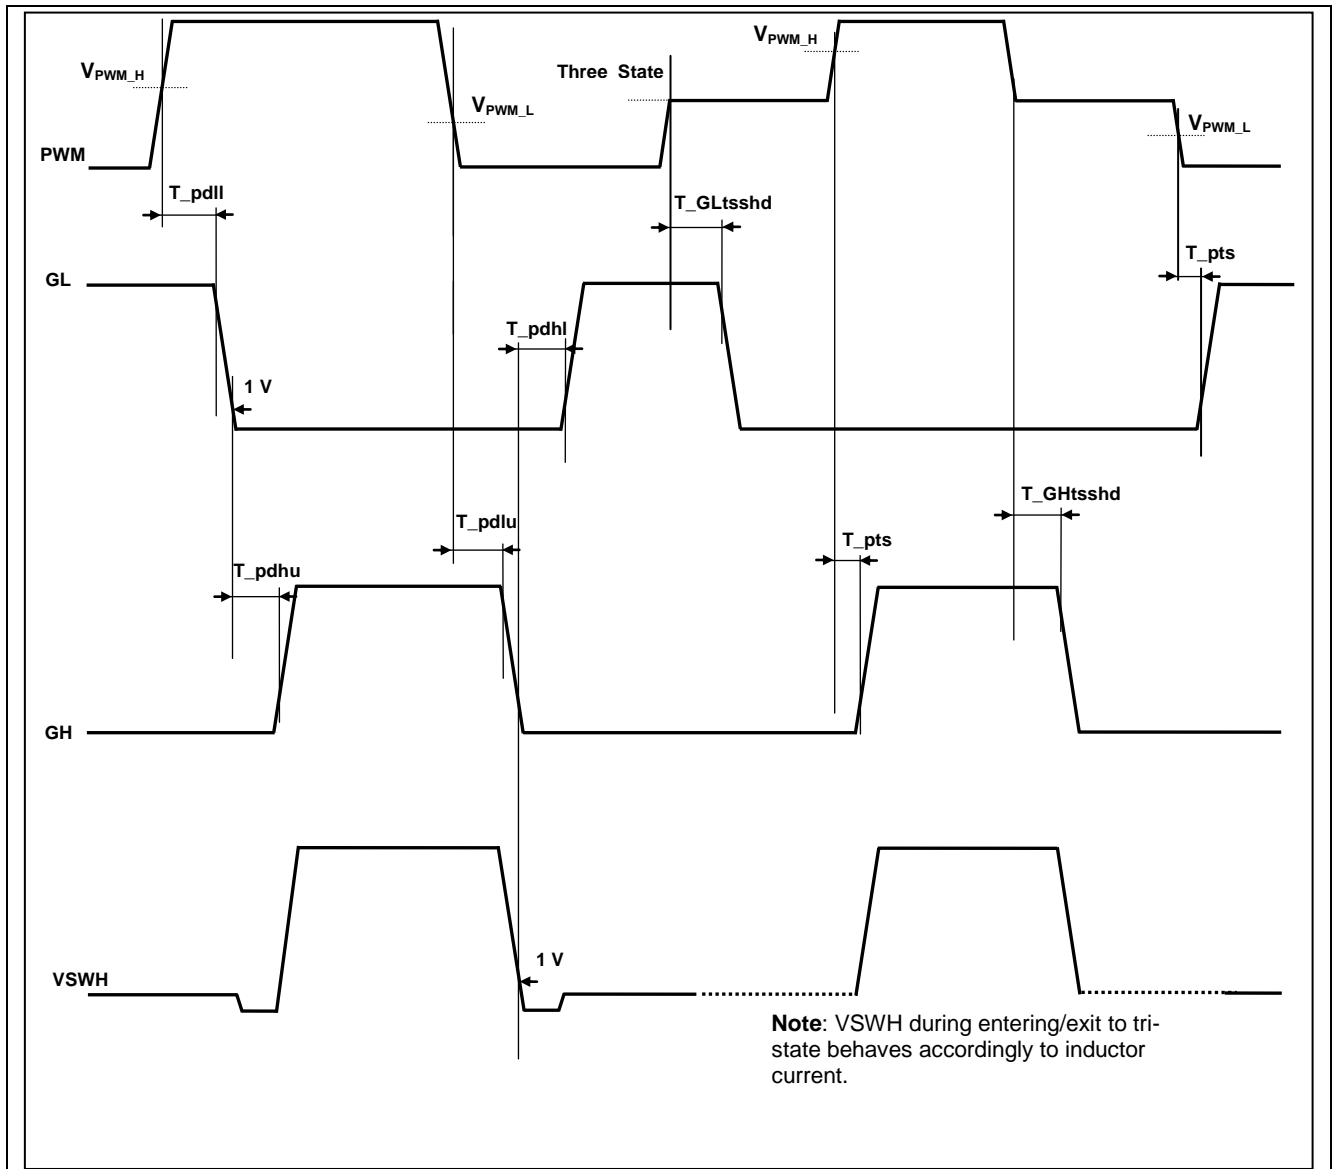 V_PWM_H
V_PWM_H
Three State
V_PWM_L
V_PWM_L
PWM
T_pdll
T_GLtsshd
T_pts
GL
T_pdhl
1 V
T_GHtsshd
T_pdlu
T_pts
T_pdhu
GH
1 V
VSWH
Note: VSWH during entering/exit to tri-
state behaves accordingly to inductor
current.